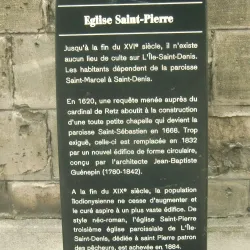 Eglise Saint-Pierre
Jusqu'à la fin du XVIe siècle, il n'existe
aucun lieu de culte sur L'Île-Saint-Denis.
Les habitants dépendent de la paroisse
Saint-Marcel à Saint-Denis.
En 1620, une requête menée auprès du
cardinal de Retz aboutit à la construction
d'une toute petite chapelle qui devient la
paroisse Saint-Sébastien en 1668. Trop
exiguë, celle-ci est remplacée en 1832
par un nouvel édifice de forme circulaire,
conçu par l'architecte Jean-Baptiste
Guénepin (1780-1842).
A la fin du XIXe siècle, la population
îlodionysienne ne cesse d'augmenter et
le curé aspire à un plus vaste édifice. De
style néo-roman, l'église Saint-Pierre
troisième église paroissiale de L'Île-
Saint-Denis, dédiée à saint Pierre patron
des pêcheurs, est achevée en 1884.